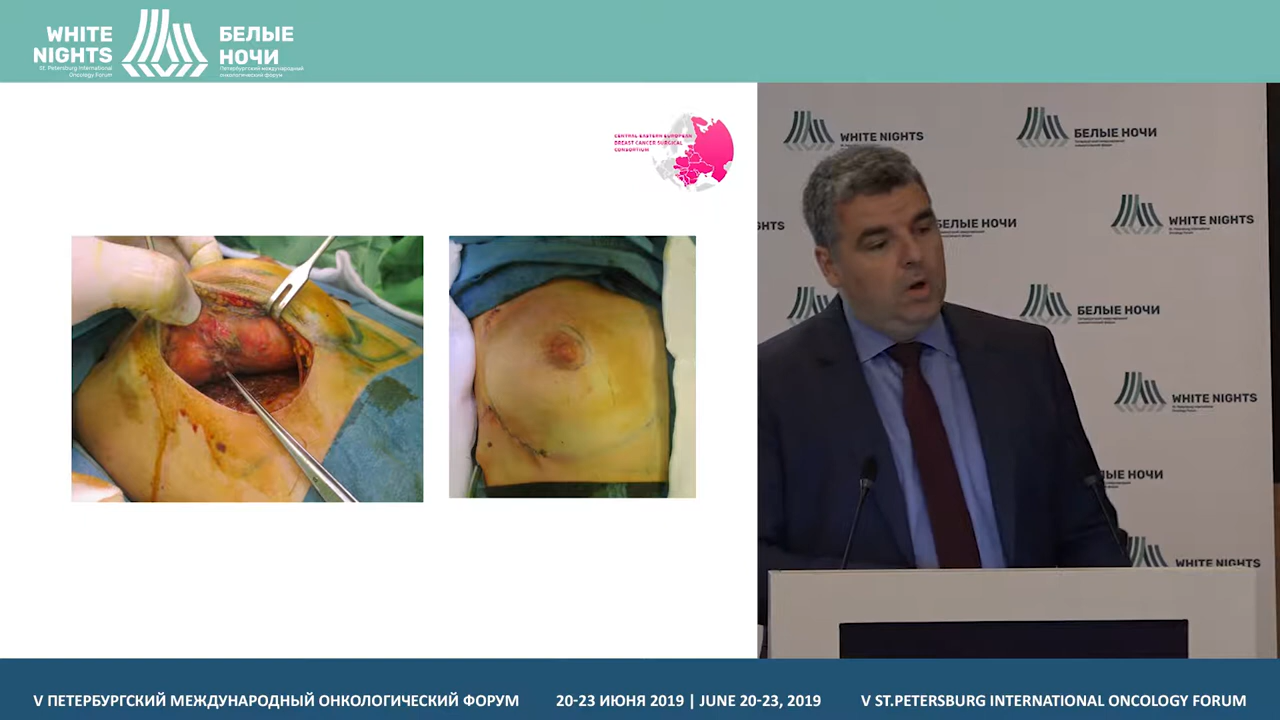 WHITE
NIGHTS
St. Petersburg International
Oncology Forum
БЕЛЫЕ
НОЧИ
Петербургский международный
онкологический форум
CENTRAL EASTERN EUROPEAN
BREAST CANCER SURGICAL
CONSORTIUM
WHITE NIGHTS
БЕЛЫЕ НОЧИ
GHTS
БЕЛЫЕ НОЧИ
WHITE NIGHTS
БЕЛЫЕ НОЧИ
WHITE NIGHTS
ЫЕ НОЧИ
WHITE NIGHTS
V ПЕТЕРБУРГСКИЙ МЕЖДУНАРОДНЫЙ ОНКОЛОГИЧЕСКИЙ ФОРУМ
20-23 ИЮНЯ 2019 | JUNE 20-23, 2019
V ST.PETERSBURG INTERNATIONAL ONCOLOGY FORUM